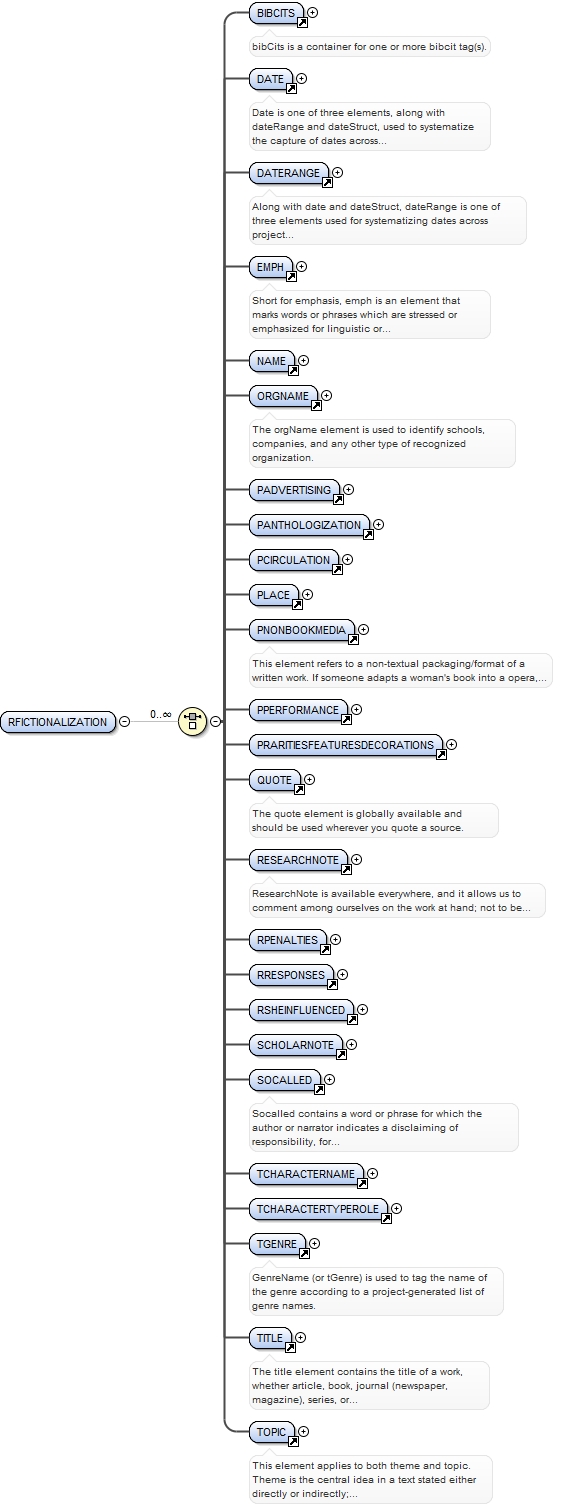 BIBCITS
bibCits is a container for one or more bibcit tag(s).
DATE
Date is one of three elements, along with
dateRange and dateStruct, used to systematize
the capture of dates across...
DATERANGE
Along with date and dateStruct, dateRange is one of
three elements used for systematizing dates across
project...
EMPH
Short for emphasis, emph is an element that
marks words or phrases which are stressed or
emphasized for linguistic or...
NAME
ORGNAME
The orgName element is used to identify schools,
companies, and any other type of recognized
organization.
PADVERTISING
PANTHOLOGIZATION
PCIRCULATION
PLACE
PNONBOOKMEDIA
This element refers to a non-textual packaging/format of a
written work. If someone adapts a woman's book into a opera,...
PPERFORMANCE
RFICTIONALIZATION
0..∞
PRARITIESFEATURESDECORATIONS
QUOTE
The quote element is globally available and
should be used wherever you quote a source.
RESEARCHNOTE
ResearchNote is available everywhere, and it allows us to
comment among ourselves on the work at hand; not to be...
RPENALTIES
RRESPONSES
RSHEINFLUENCED
SCHOLARNOTE
SOCALLED
Socalled contains a word or phrase for which the
author or narrator indicates a disclaiming of
responsibility, for...
TCHARACTERNAME
TCHARACTERTYPEROLE
TGENRE
GenreName (or tGenre) is used to tag the name of
the genre according to a project-generated list of
genre names.
TITLE
The title element contains the title of a work,
whether article, book, journal (newspaper,
magazine), series, or...
TOPIC
This element applies to both theme and topic.
Theme is the central idea in a text stated either
directly or indirectly;...